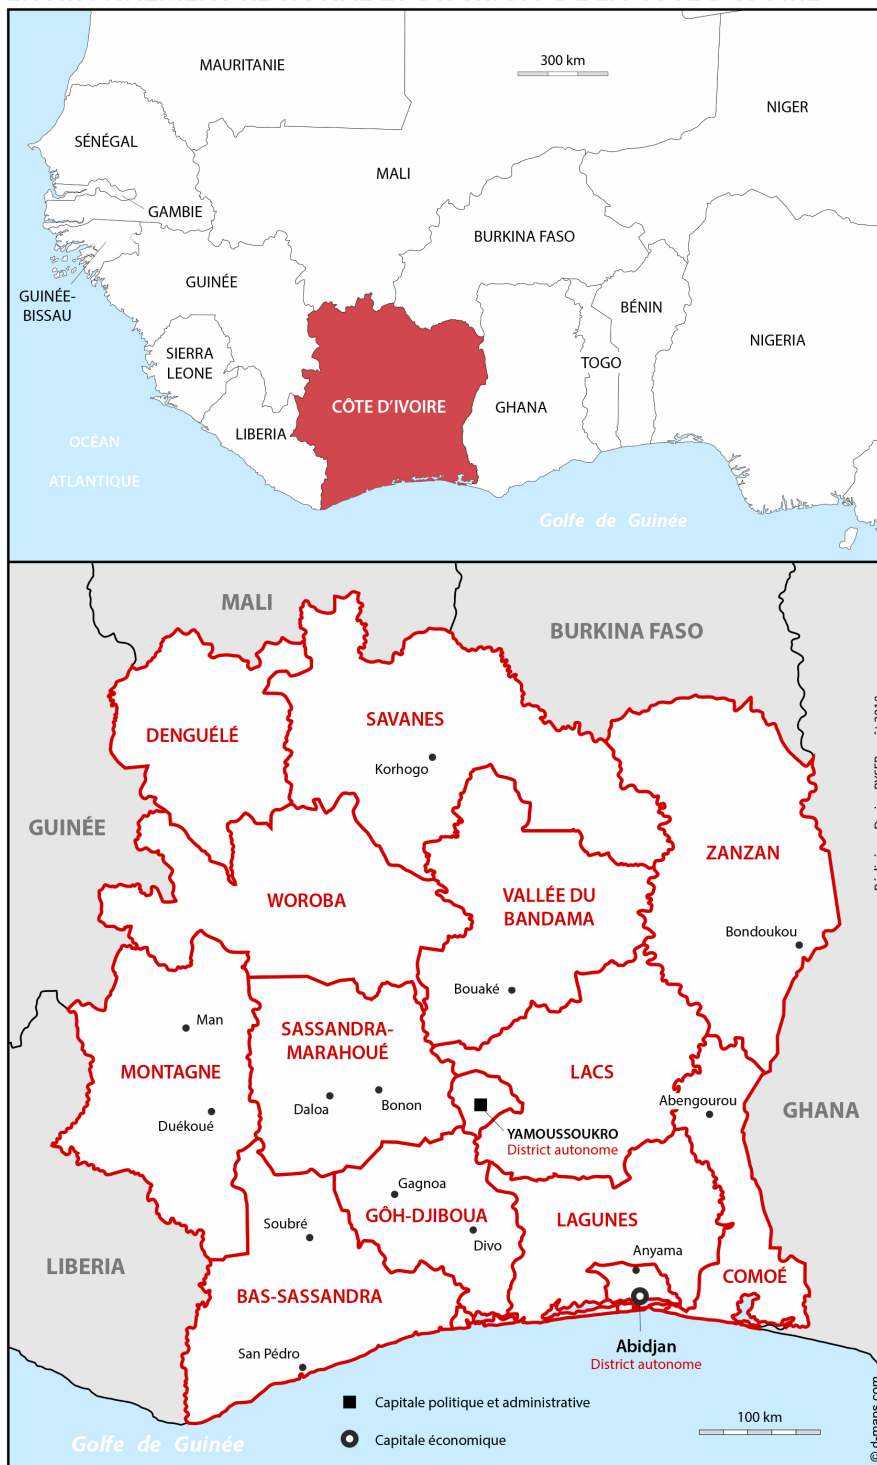 MAURITANIE
300 km
NIGER
SÉNÉGAL
MALI
GAMBIE
BURKINA FASO
GUINÉE
GUINÉE-
BISSAU
BÉNIN
NIGERIA
SIERRA
LEONE
TOGO
CÔTE D'IVOIRE
GHANA
LIBERIA
OCÉAN
ATLANTIQUE
Golfe de Guinée
MALI
BURKINA FASO
DENGUÉLÉ
SAVANES
Korhogo
GUINÉE
ZANZAN
WOROBA
VALLÉE DU
BANDAMA
Bondoukou
Bouaké
Man
SASSANDRA-
MARAHOUÉ
MONTAGNE
LACS
Daloa
Bonon
Abengourou
GHANA
Duékoué
YAMOUSSOUKRO
District autonome
Gagnoa
GÔH-DJIBOUA
LAGUNES
Soubré
Divo
Anyama
LIBERIA
COMOÉ
BAS-SASSANDRA
Abidjan
District autonome
San Pédro
Capitale politique et administrative
100 km
Capitale économique
Golfe de Guinée
© d-maps.com